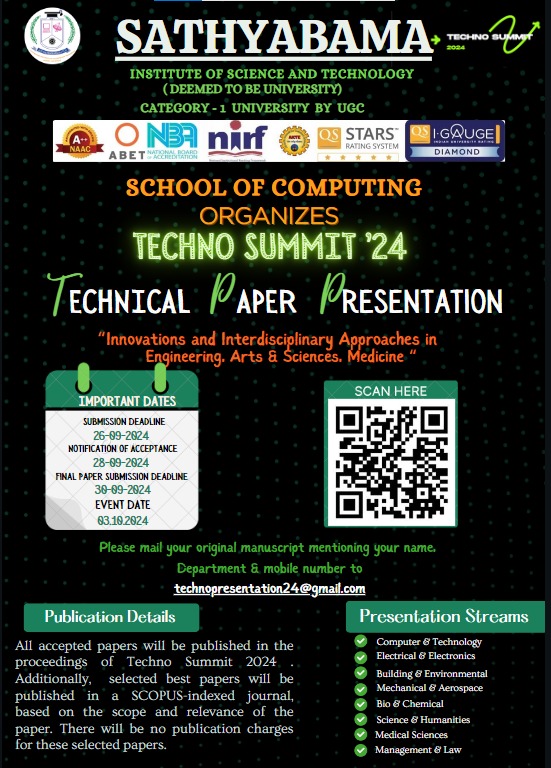 SATHYABAMA
TECHNO SUMMIT
2024
INSTITUTE OF SCIENCE AND TECHNOLOGY
( DEEMED TO BE UNIVERSITY)
CATEGORY - 1 UNIVERSITY BY UGC
A++
NAAC
ABET
NBA
NATIONAL BOARD
of ACCREDITATION
nirf
QS STARS™
RATING SYSTEM
QS I·GAUGE
INDIAN UNIVERSITY RATING
DIAMOND
SCHOOL OF COMPUTING
ORGANIZES
TECHNO SUMMIT '24
TECHNICAL PAPER PRESENTATION
"Innovations and Interdisciplinary Approaches in
Engineering, Arts & Sciences, Medicine "
IMPORTANT DATES
SUBMISSION DEADLINE
26-09-2024
NOTIFICATION OF ACCEPTANCE
28-09-2024
FINAL PAPER SUBMISSION DEADLINE
30-09-2024
EVENT DATE
03.10.2024
SCAN HERE
Please mail your original manuscript mentioning your name,
Department & mobile number to
technopresentation24@gmail.com
Publication Details
All accepted papers will be published in the
proceedings of Techno Summit 2024 .
Additionally, selected best papers will be
published in a SCOPUS-indexed journal,
based on the scope and relevance of the
paper. There will be no publication charges
for these selected papers.
Presentation Streams
Computer & Technology
Electrical & Electronics
Building & Environmental
Mechanical & Aerospace
Bio & Chemical
Science & Humanities
Medical Sciences
Management & Law